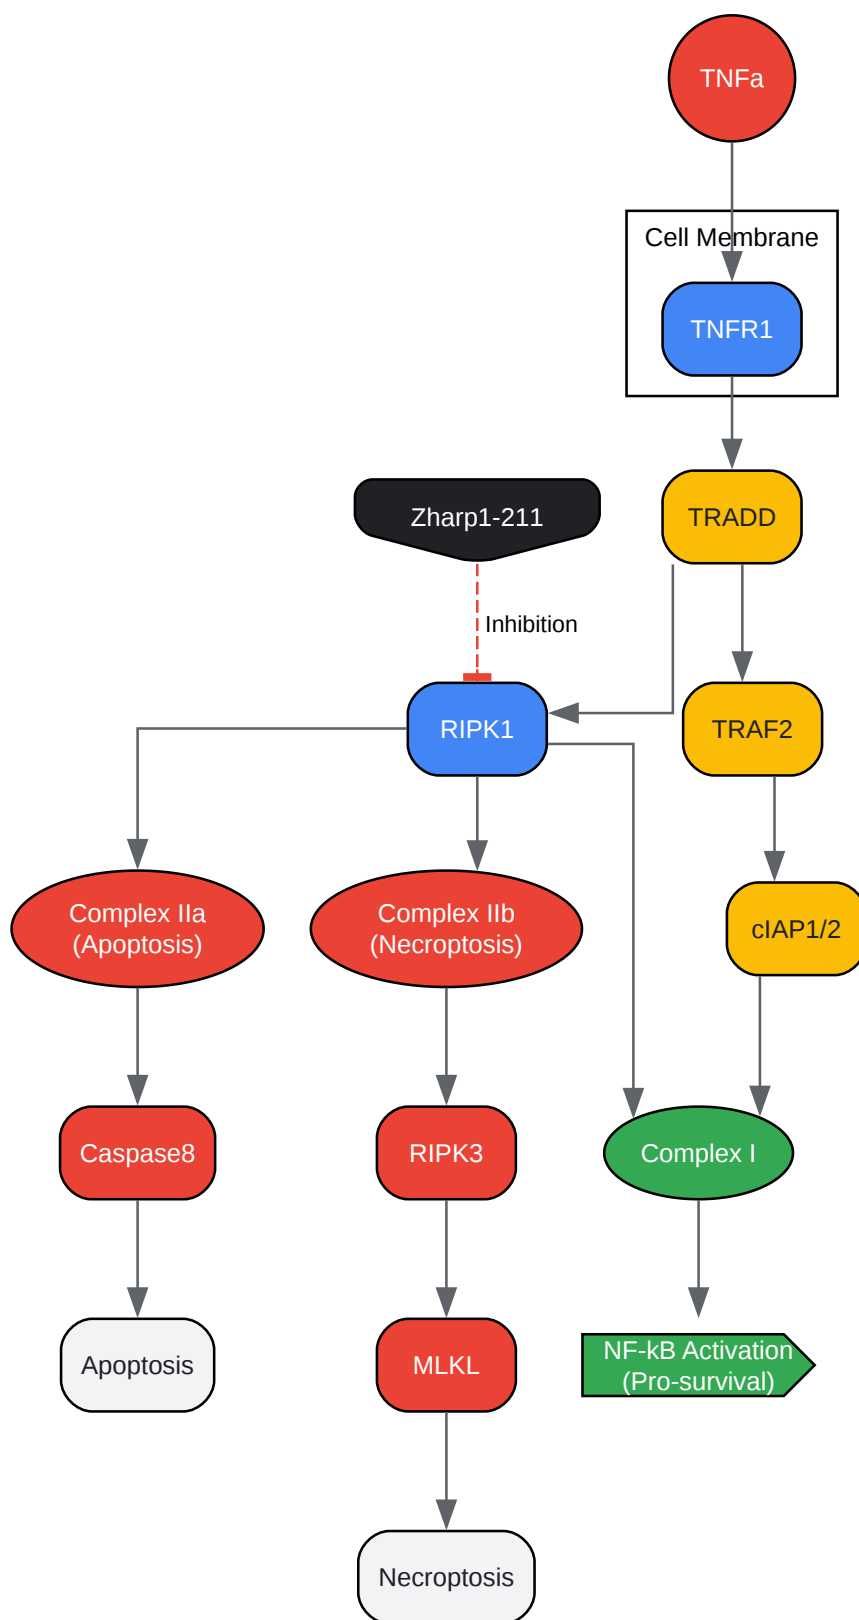 TNFa
Cell Membrane
TNFR1
Zharp1-211
TRADD
Inhibition
RIPK1
TRAF2
Complex IIa
(Apoptosis)
Complex IIb
(Necroptosis)
cIAP1/2
Caspase8
RIPK3
Complex I
Apoptosis
MLKL
NF-kB Activation
(Pro-survival)
Necroptosis